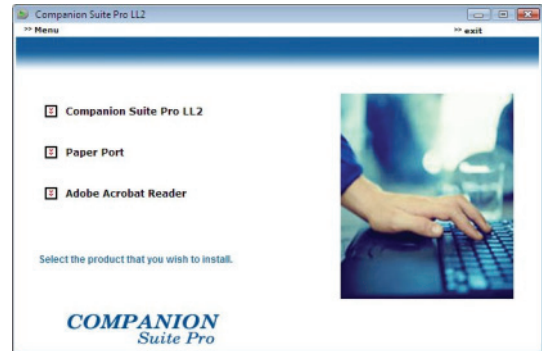 Companion Suite Pro LL2
>> Menu
>> exit
Companion Suite Pro LL2
Paper Port
Adobe Acrobat Reader
Select the product that you wish to install.
COMPANION
Suite Pro